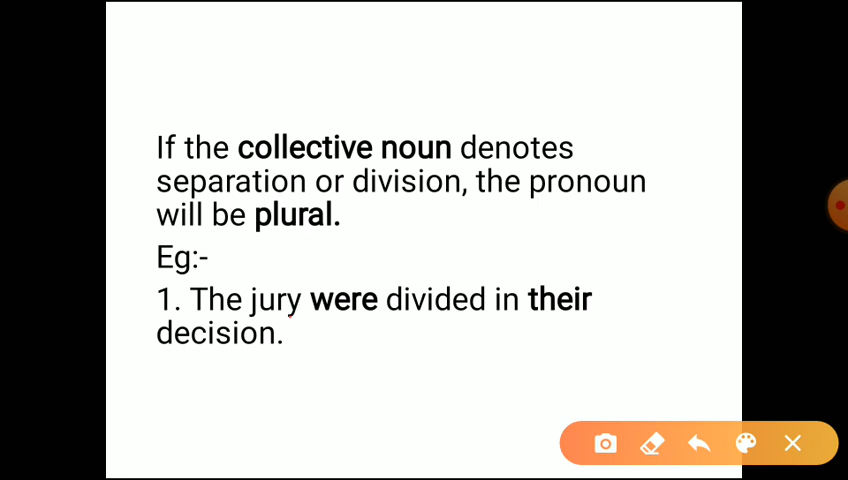 If the collective noun denotes
separation or division, the pronoun
will be plural.
Eg:-
1. The jury were divided in their
decision.